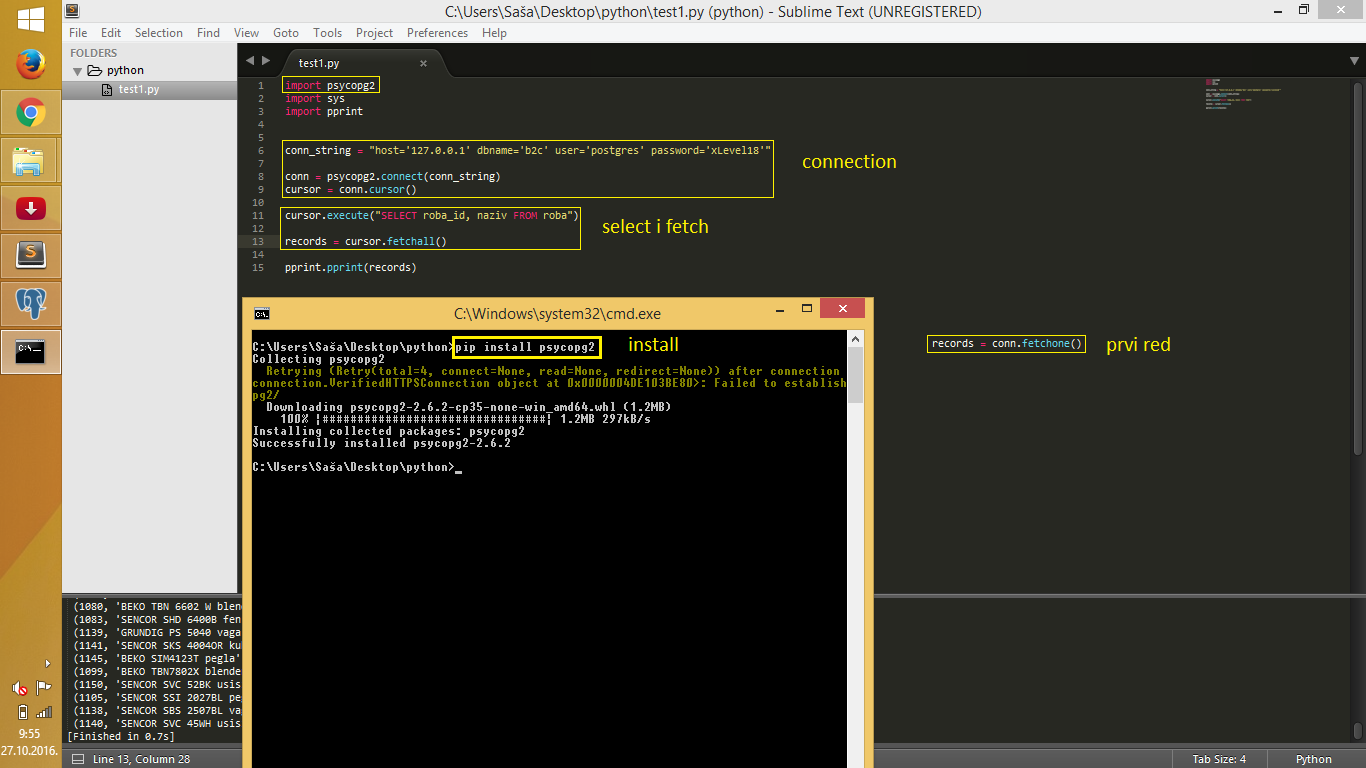 C:\Users\Saša\Desktop\python\test1.py (python) - Sublime Text (UNREGISTERED)
File Edit Selection Find View Goto Tools Project Preferences Help
FOLDERS
python
test1.py
test1.py
1 import psycopg2
2 import sys
3 import pprint
4
5
6 conn_string = "host='127.0.0.1' dbname='b2c' user='postgres' password='xLevel18'"
7
8 conn = psycopg2.connect(conn_string)
9 cursor = conn.cursor()
10
11 cursor.execute("SELECT roba_id, naziv FROM roba")
12
13 records = cursor.fetchall()
14
15 pprint.pprint(records)
connection
select i fetch
records = conn.fetchone()
prvi red
C:\Windows\system32\cmd.exe
C:\Users\Saša\Desktop\python>pip install psycopg2
install
Collecting psycopg2
Retrying (Retry(total=4, connect=None, read=None, redirect=None)) after connection
connection.VerifiedHTTPSConnection object at 0x0000004DE103BE80>: Failed to establish
pg2/
Downloading psycopg2-2.6.2-cp35-none-win_amd64.whl (1.2MB)
100% |################################| 1.2MB 297kB/s
Installing collected packages: psycopg2
Successfully installed psycopg2-2.6.2
C:\Users\Saša\Desktop\python>_
(1080, 'BEKO TBN 6602 W blen
(1083, 'SENCOR SHD 6400B fen
(1139, 'GRUNDIG PS 5040 vaga
(1141, 'SENCOR SKS 4004OR ku
(1145, 'BEKO SIM4123T pegla'
(1099, 'BEKO TBN7802X blende
(1150, 'SENCOR SVC 52BK usis
(1105, 'SENCOR SSI 2027BL pe
(1138, 'SENCOR SBS 2507BL va
(1140, 'SENCOR SVC 45WH usis
[Finished in 0.7s]
9:55
27.10.2016.
Line 13, Column 28
Tab Size: 4
Python